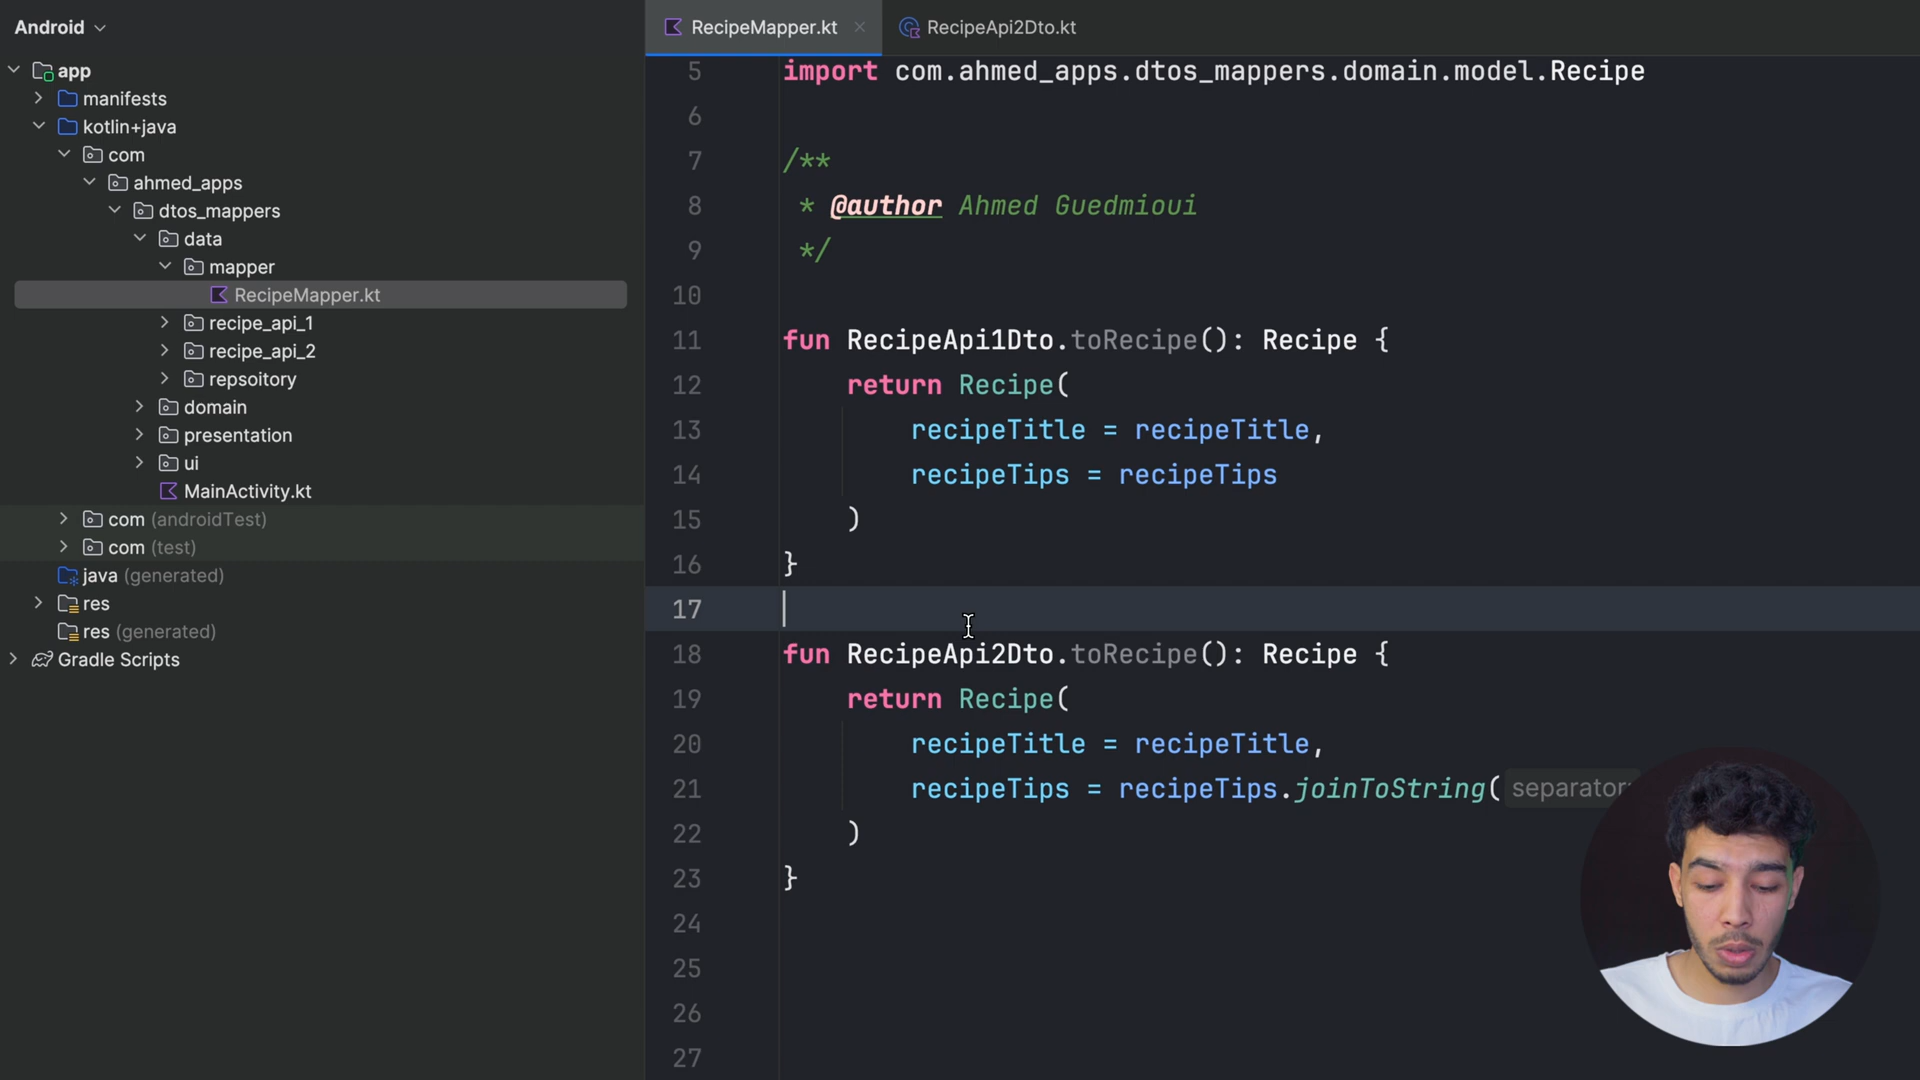 Android
app
manifests
kotlin+java
com
ahmed_apps
dtos_mappers
data
mapper
RecipeMapper.kt
recipe_api_1
recipe_api_2
repsoitory
domain
presentation
ui
MainActivity.kt
com (androidTest)
com (test)
java (generated)
res
res (generated)
Gradle Scripts
RecipeMapper.kt
RecipeApi2Dto.kt
5 import com.ahmed_apps.dtos_mappers.domain.model.Recipe
6
7 /**
8 * @author Ahmed Guedmioui
9 */
10
11 fun RecipeApi1Dto.toRecipe(): Recipe {
12 return Recipe(
13 recipeTitle = recipeTitle,
14 recipeTips = recipeTips
15 )
16 }
17
18 fun RecipeApi2Dto.toRecipe(): Recipe {
19 return Recipe(
20 recipeTitle = recipeTitle,
21 recipeTips = recipeTips.joinToString( separator:
22 )
23 }
24
25
26
27